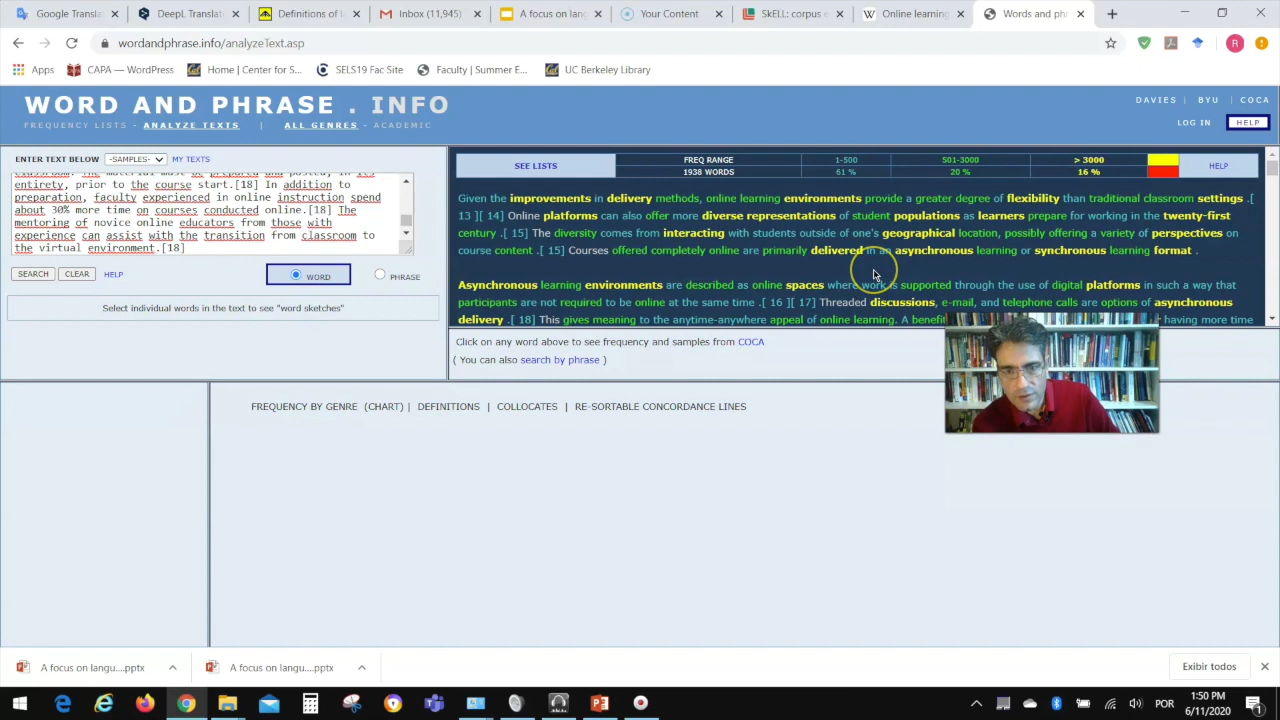 Google Translate
DeepL Translat
Definitions of l
Inbox (11,945)
A focus on lang
Your Content
SkELL: corpus e
Online learning
Words and phr
wordandphrase.info/analyzeText.asp
Apps
CAPA — WordPress
Home | Center for S...
SELS19 Fac Site
Faculty | Summer E...
UC Berkeley Library
WORD AND PHRASE . INFO
FREQUENCY LISTS - ANALYZE TEXTS | ALL GENRES - ACADEMIC
DAVIES | BYU | COCA
LOG IN HELP
ENTER TEXT BELOW -SAMPLES- MY TEXTS
entirety, prior to the course start.[18] In addition to
preparation, faculty experienced in online instruction spend
about 30% more time on courses conducted online.[18] The
mentoring of novice online educators from those with
experience can assist with the transition from classroom to
the virtual environment.[18]
SEARCH CLEAR HELP WORD PHRASE
Select individual words in the text to see "word sketches"
SEE LISTS
FREQ RANGE 1-500 501-3000 > 3000
1938 WORDS 61 % 20 % 16 %
HELP
Given the improvements in delivery methods, online learning environments provide a greater degree of flexibility than traditional classroom settings .[
13 ][ 14] Online platforms can also offer more diverse representations of student populations as learners prepare for working in the twenty-first
century .[ 15] The diversity comes from interacting with students outside of one's geographical location, possibly offering a variety of perspectives on
course content .[ 15] Courses offered completely online are primarily delivered in an asynchronous learning or synchronous learning format .
Asynchronous learning environments are described as online spaces where work is supported through the use of digital platforms in such a way that
participants are not required to be online at the same time .[ 16 ][ 17] Threaded discussions, e-mail, and telephone calls are options of asynchronous
delivery .[ 18] This gives meaning to the anytime-anywhere appeal of online learning. A benefit having more time
Click on any word above to see frequency and samples from COCA
( You can also search by phrase )
FREQUENCY BY GENRE (CHART) | DEFINITIONS | COLLOCATES | RE-SORTABLE CONCORDANCE LINES
A focus on langu....pptx
A focus on langu....pptx
Exibir todos
POR
1:50 PM
6/11/2020